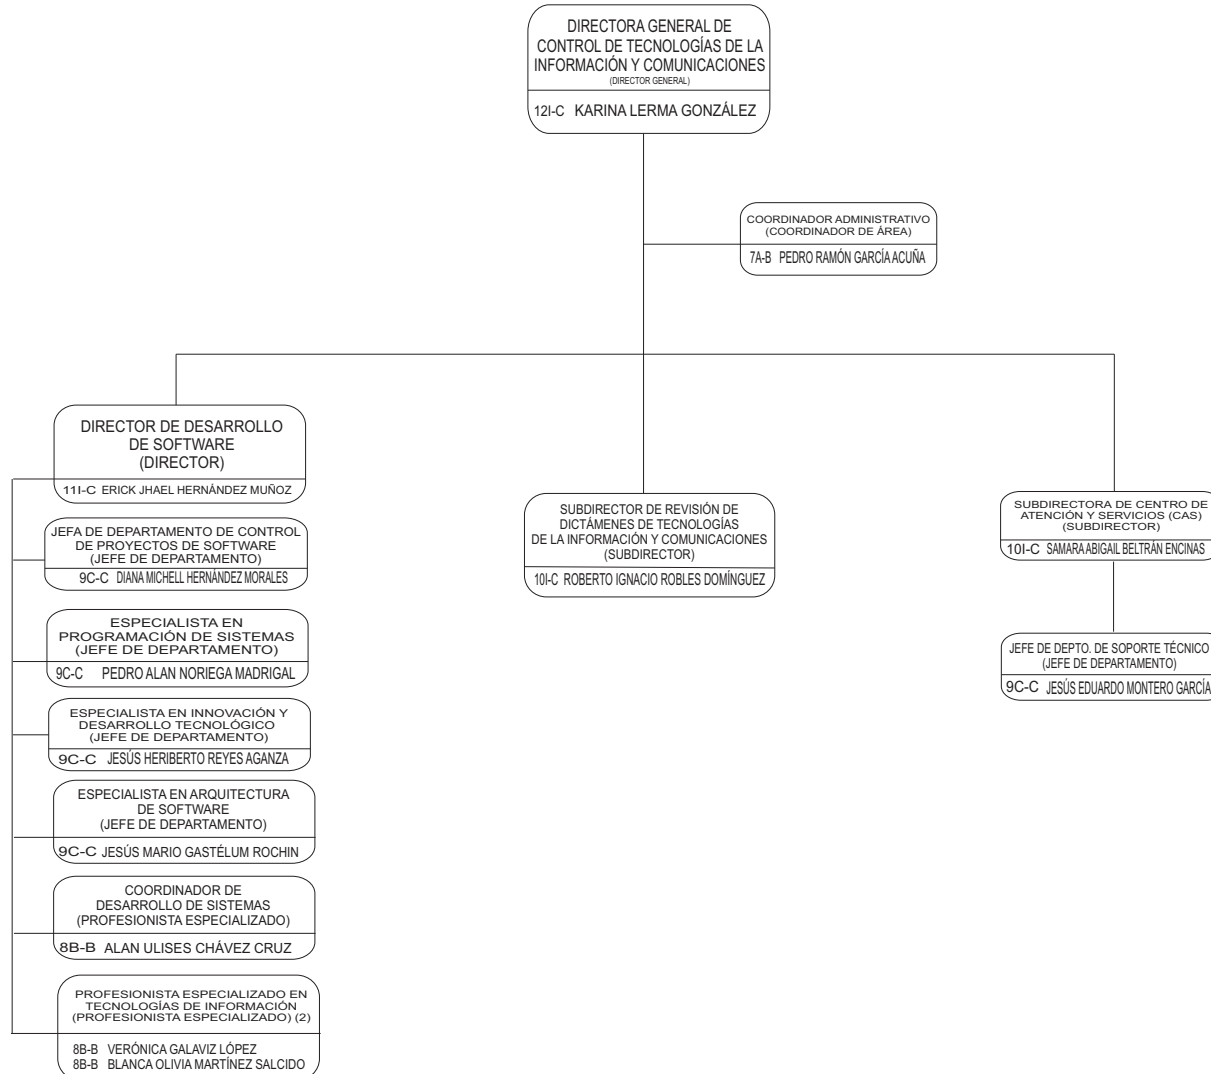 DIRECTORA GENERAL DE
CONTROL DE TECNOLOGÍAS DE LA
INFORMACIÓN Y COMUNICACIONES
(DIRECTOR GENERAL)
12I-C KARINA LERMA GONZÁLEZ
COORDINADOR ADMINISTRATIVO
(COORDINADOR DE ÁREA)
7A-B PEDRO RAMÓN GARCÍA ACUÑA
DIRECTOR DE DESARROLLO
DE SOFTWARE
(DIRECTOR)
11I-C ERICK JHAEL HERNÁNDEZ MUÑOZ
JEFA DE DEPARTAMENTO DE CONTROL
DE PROYECTOS DE SOFTWARE
(JEFE DE DEPARTAMENTO)
9C-C DIANA MICHELL HERNÁNDEZ MORALES
ESPECIALISTA EN
PROGRAMACIÓN DE SISTEMAS
(JEFE DE DEPARTAMENTO)
9C-C PEDRO ALAN NORIEGA MADRIGAL
ESPECIALISTA EN INNOVACIÓN Y
DESARROLLO TECNOLÓGICO
(JEFE DE DEPARTAMENTO)
9C-C JESÚS HERIBERTO REYES AGANZA
ESPECIALISTA EN ARQUITECTURA
DE SOFTWARE
(JEFE DE DEPARTAMENTO)
9C-C JESÚS MARIO GASTÉLUM ROCHIN
COORDINADOR DE
DESARROLLO DE SISTEMAS
(PROFESIONISTA ESPECIALIZADO)
8B-B ALAN ULISES CHÁVEZ CRUZ
PROFESIONISTA ESPECIALIZADO EN
TECNOLOGÍAS DE INFORMACIÓN
(PROFESIONISTA ESPECIALIZADO) (2)
8B-B VERÓNICA GALAVIZ LÓPEZ
8B-B BLANCA OLIVIA MARTÍNEZ SALCIDO
SUBDIRECTOR DE REVISIÓN DE
DICTÁMENES DE TECNOLOGÍAS
DE LA INFORMACIÓN Y COMUNICACIONES
(SUBDIRECTOR)
10I-C ROBERTO IGNACIO ROBLES DOMÍNGUEZ
SUBDIRECTORA DE CENTRO DE
ATENCIÓN Y SERVICIOS (CAS)
(SUBDIRECTOR)
10I-C SAMARA ABIGAIL BELTRÁN ENCINAS
JEFE DE DEPTO. DE SOPORTE TÉCNICO
(JEFE DE DEPARTAMENTO)
9C-C JESÚS EDUARDO MONTERO GARCÍA